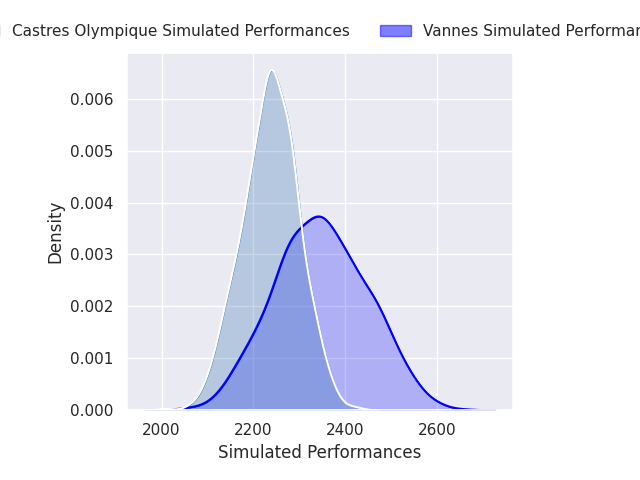 Castres Olympique Simulated Performances Vannes Simulated
0.006
0.005
0.004
0.003
0.002
0.001
0.000
Density
2000 2200 2400 2600
Simulated Performances